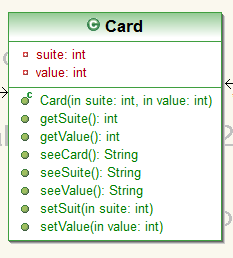 C Card
suite: int
value: int
C Card(in suite: int, in value: int)
getSuite(): int
getValue(): int
seeCard(): String
seeSuite(): String
seeValue(): String
setSuit(in suite: int)
setValue(in value: int)